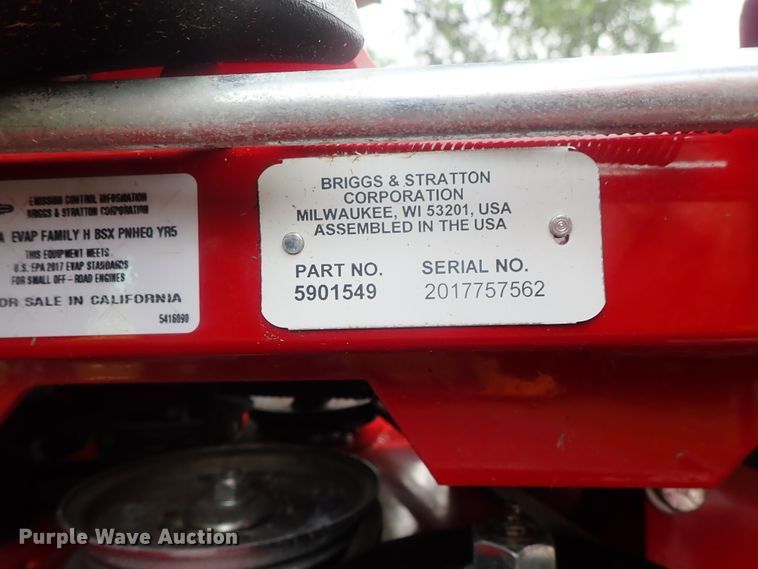 EMISSION CONTROL INFORMATION
BRIGGS & STRATTON CORPORATION
EVAP FAMILY H BSX PNHEQ YR5
THIS EQUIPMENT MEETS
U.S. EPA 2017 EVAP STANDARDS
FOR SMALL OFF - ROAD ENGINES
OR SALE IN CALIFORNIA
5416090
BRIGGS & STRATTON
CORPORATION
MILWAUKEE, WI 53201, USA
ASSEMBLED IN THE USA
PART NO. SERIAL NO.
5901549 2017757562
Purple Wave Auction